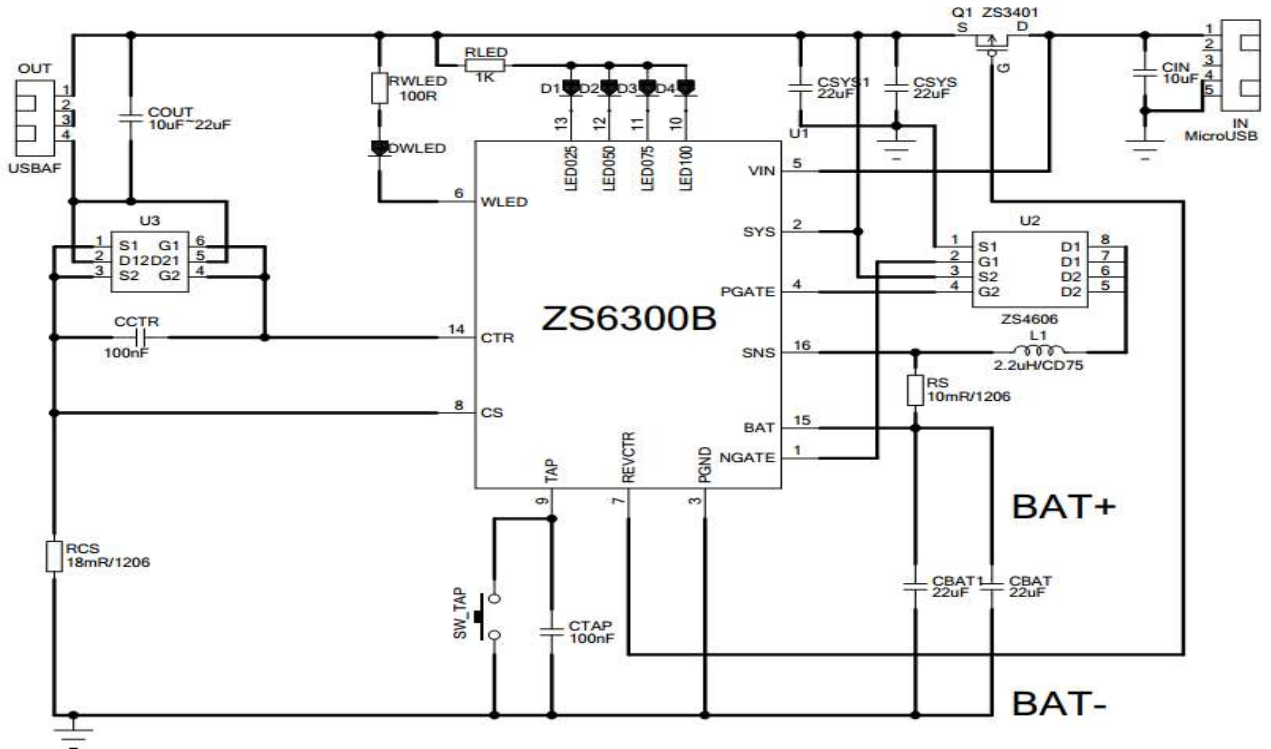 Q1 ZS3401
S
D
G
OUT
1
2
3
4
USBAF
COUT
10uF~22uF
RWLED
100R
DWLED
RLED
1K
D1
D2
D3
D4
13
12
11
10
LED025
LED050
LED075
LED100
CSYS1
22uF
CSYS
22uF
CIN
10uF
1
2
3
4
5
IN
MicroUSB
U1
ZS6300B
6
WLED
14
CTR
8
CS
VIN
5
SYS
2
PGATE
4
SNS
16
BAT
15
NGATE
1
TAP
9
REVCTR
7
PGND
3
U3
1
2
3
S1
D12
S2
G1
D21
G2
6
5
4
CCTR
100nF
U2
1
2
3
4
S1
G1
S2
G2
D1
D1
D2
D2
8
7
6
5
ZS4606
L1
2.2uH/CD75
RS
10mR/1206
RCS
18mR/1206
SW_TAP
CTAP
100nF
CBAT1
22uF
CBAT
22uF
BAT+
BAT-